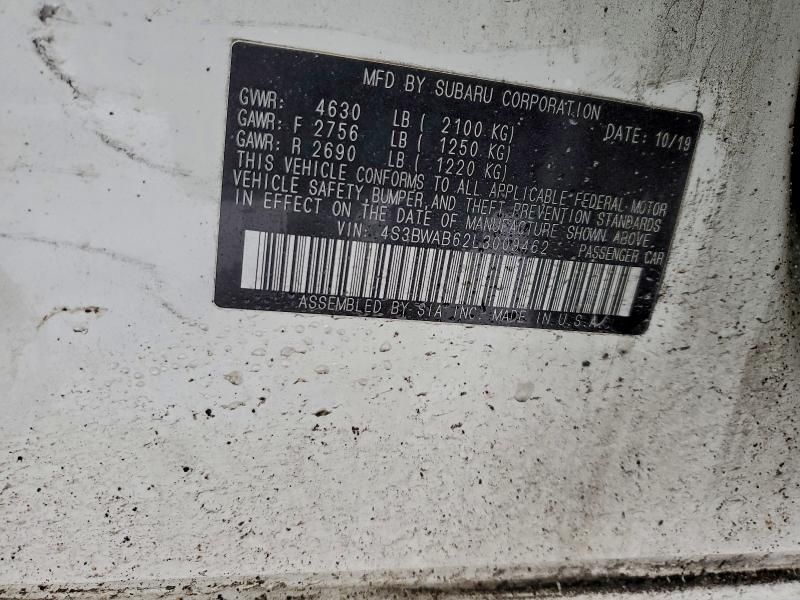 MFD BY SUBARU CORPORATION
GVWR: 4630 LB ( 2100 KG) DATE: 10/19
GAWR: F 2756 LB ( 1250 KG)
GAWR: R 2690 LB ( 1220 KG)
THIS VEHICLE CONFORMS TO ALL APPLICABLE FEDERAL MOTOR
VEHICLE SAFETY, BUMPER, AND THEFT PREVENTION STANDARDS
IN EFFECT ON THE DATE OF MANUFACTURE SHOWN ABOVE.
VIN: 4S3BWAB62L3009462 PASSENGER CAR
ASSEMBLED BY SIA INC. MADE IN U.S.A.